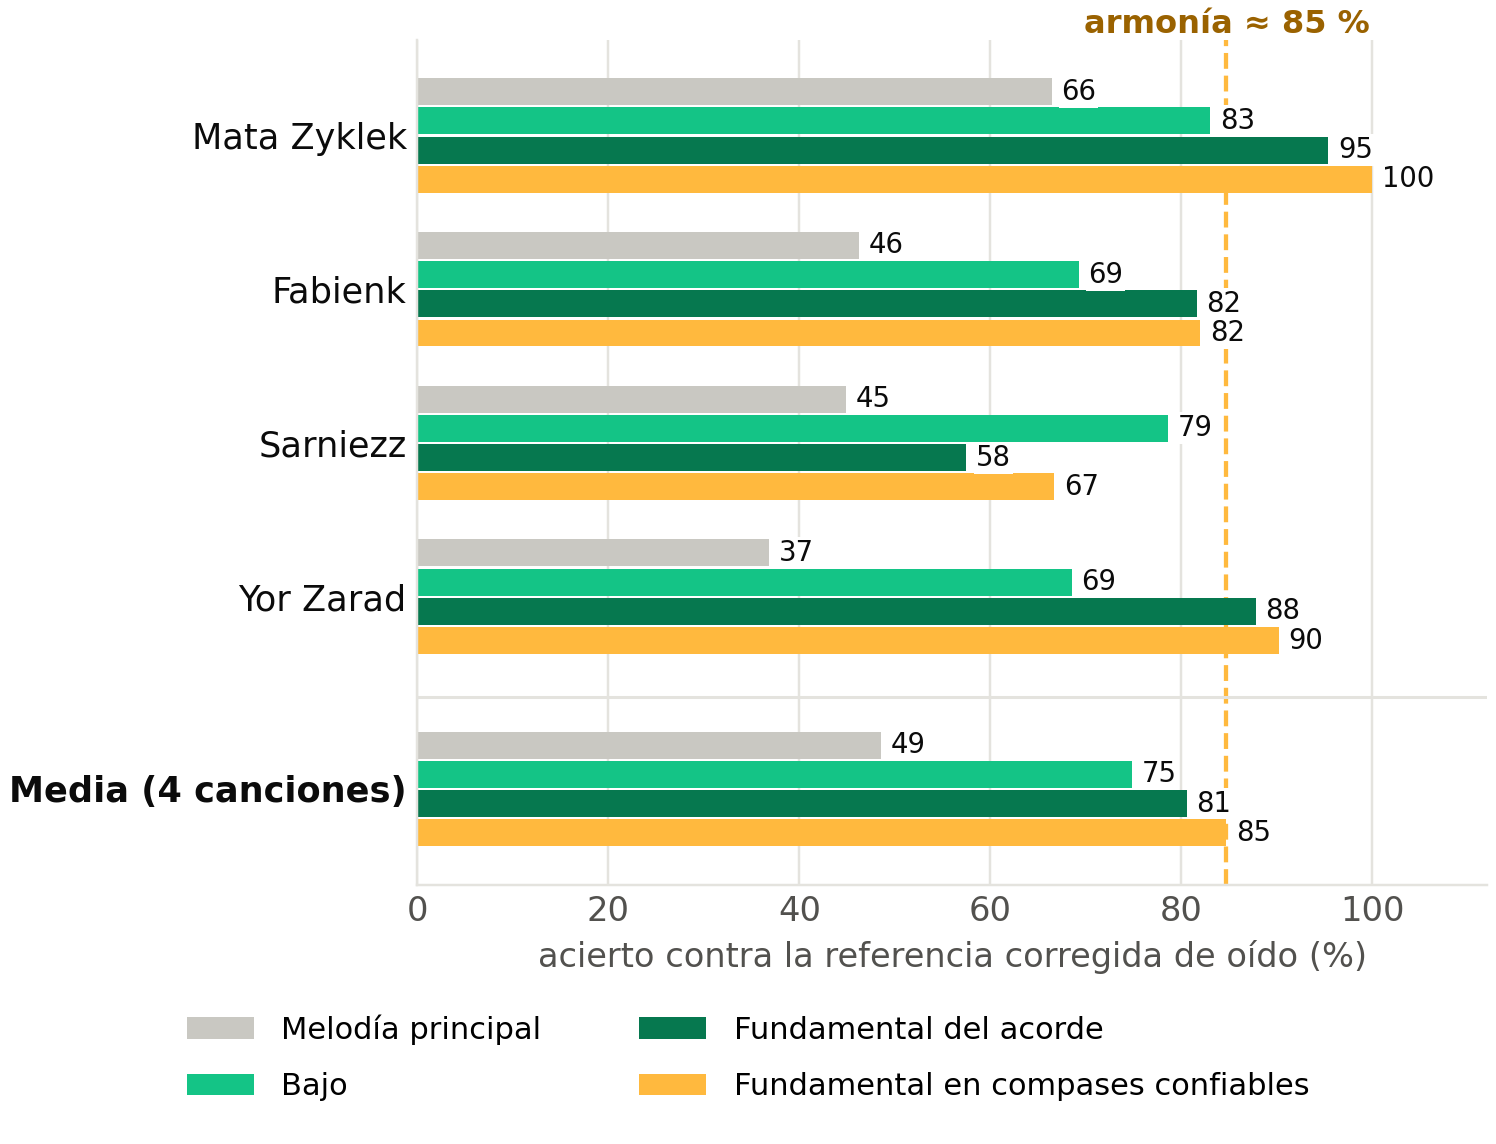 armonía ≈ 85 %
Mata Zyklek
66
83
95
100
Fabienk
46
69
82
82
Sarniezz
45
79
58
67
Yor Zarad
37
69
88
90
Media (4 canciones)
49
75
81
85
0 20 40 60 80 100
acierto contra la referencia corregida de oído (%)
Melodía principal
Bajo
Fundamental del acorde
Fundamental en compases confiables